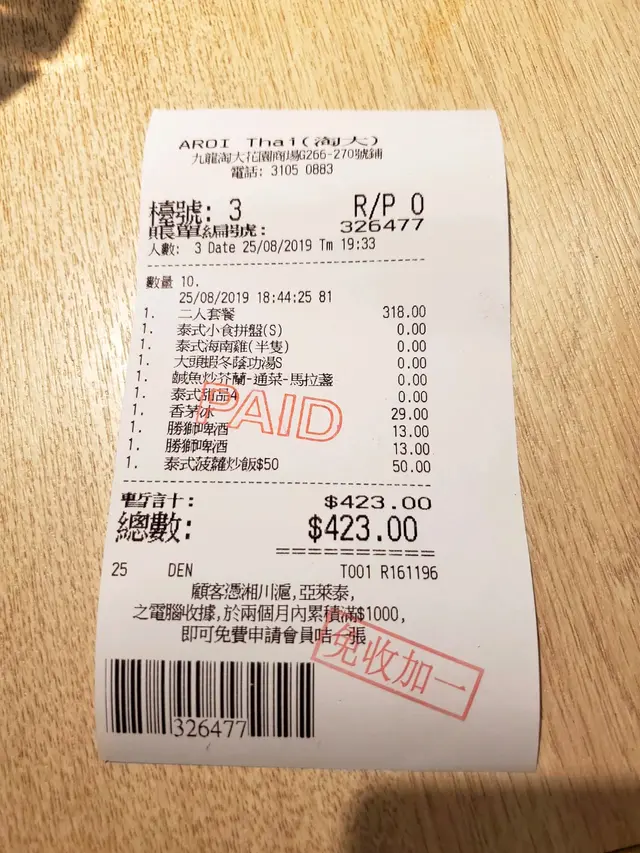 AROI Thai(淘大)
九龍淘大花園商場G266-270號鋪
電話: 3105 0883
檯號: 3 R/P 0
賬單編號: 326477
人數: 3 Date 25/08/2019 Tm 19:33
數量 10.
25/08/2019 18:44:25 81
1. 二人套餐 318.00
1. 泰式小食拼盤(S) 0.00
1. 泰式海南雞(半隻) 0.00
1. 大頭蝦冬蔭功湯S 0.00
1. 鹹魚炒芥蘭-通菜-馬拉盞 0.00
1. 泰式甜品4 0.00
1. 香茅冰 29.00
1. 勝獅啤酒 13.00
1. 勝獅啤酒 13.00
1. 泰式菠蘿炒飯$50 50.00
PAID
暫計: $423.00
總數: $423.00
25 DEN T001 R161196
顧客憑湘川滬,亞萊泰,
之電腦收據,於兩個月內累積滿$1000,
即可免費申請會員咭一張
免收加一
326477